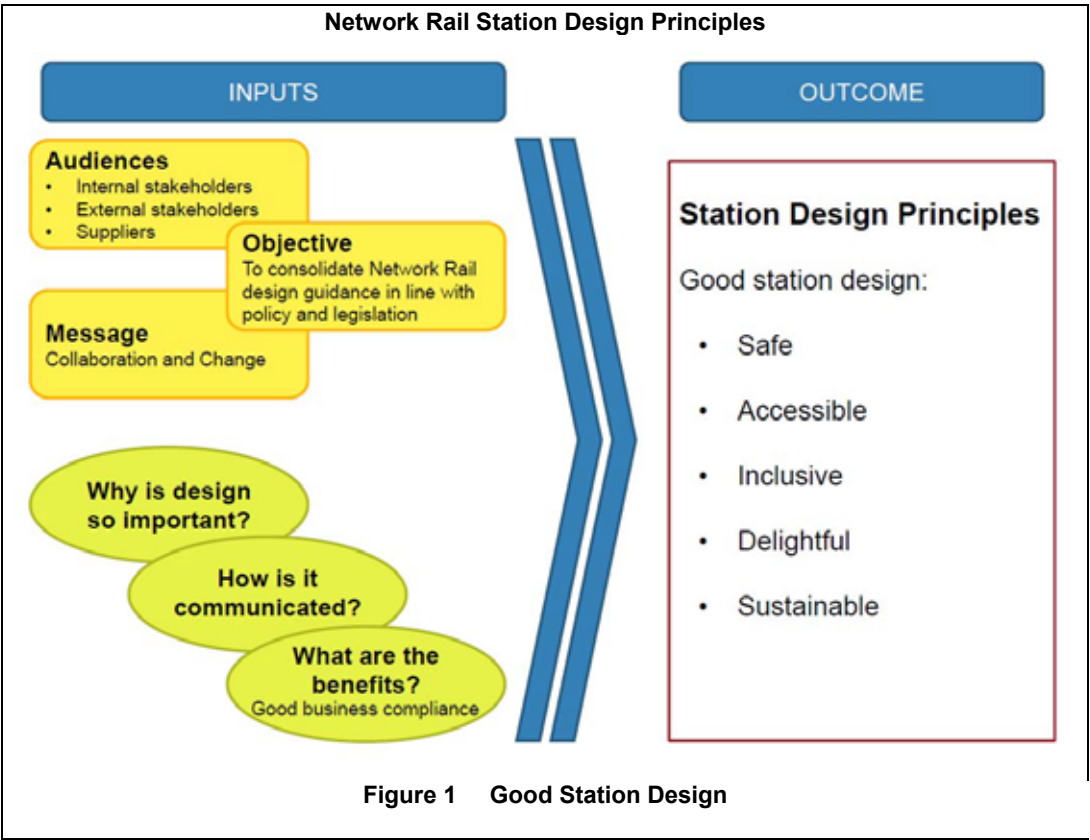 Network Rail Station Design Principles
INPUTS
Audiences
• Internal stakeholders
• External stakeholders
• Suppliers
Objective
To consolidate Network Rail
design guidance in line with
policy and legislation
Message
Collaboration and Change
Why is design
so important?
How is it
communicated?
What are the
benefits?
Good business compliance
OUTCOME
Station Design Principles
Good station design:
• Safe
• Accessible
• Inclusive
• Delightful
• Sustainable
Figure 1 Good Station Design